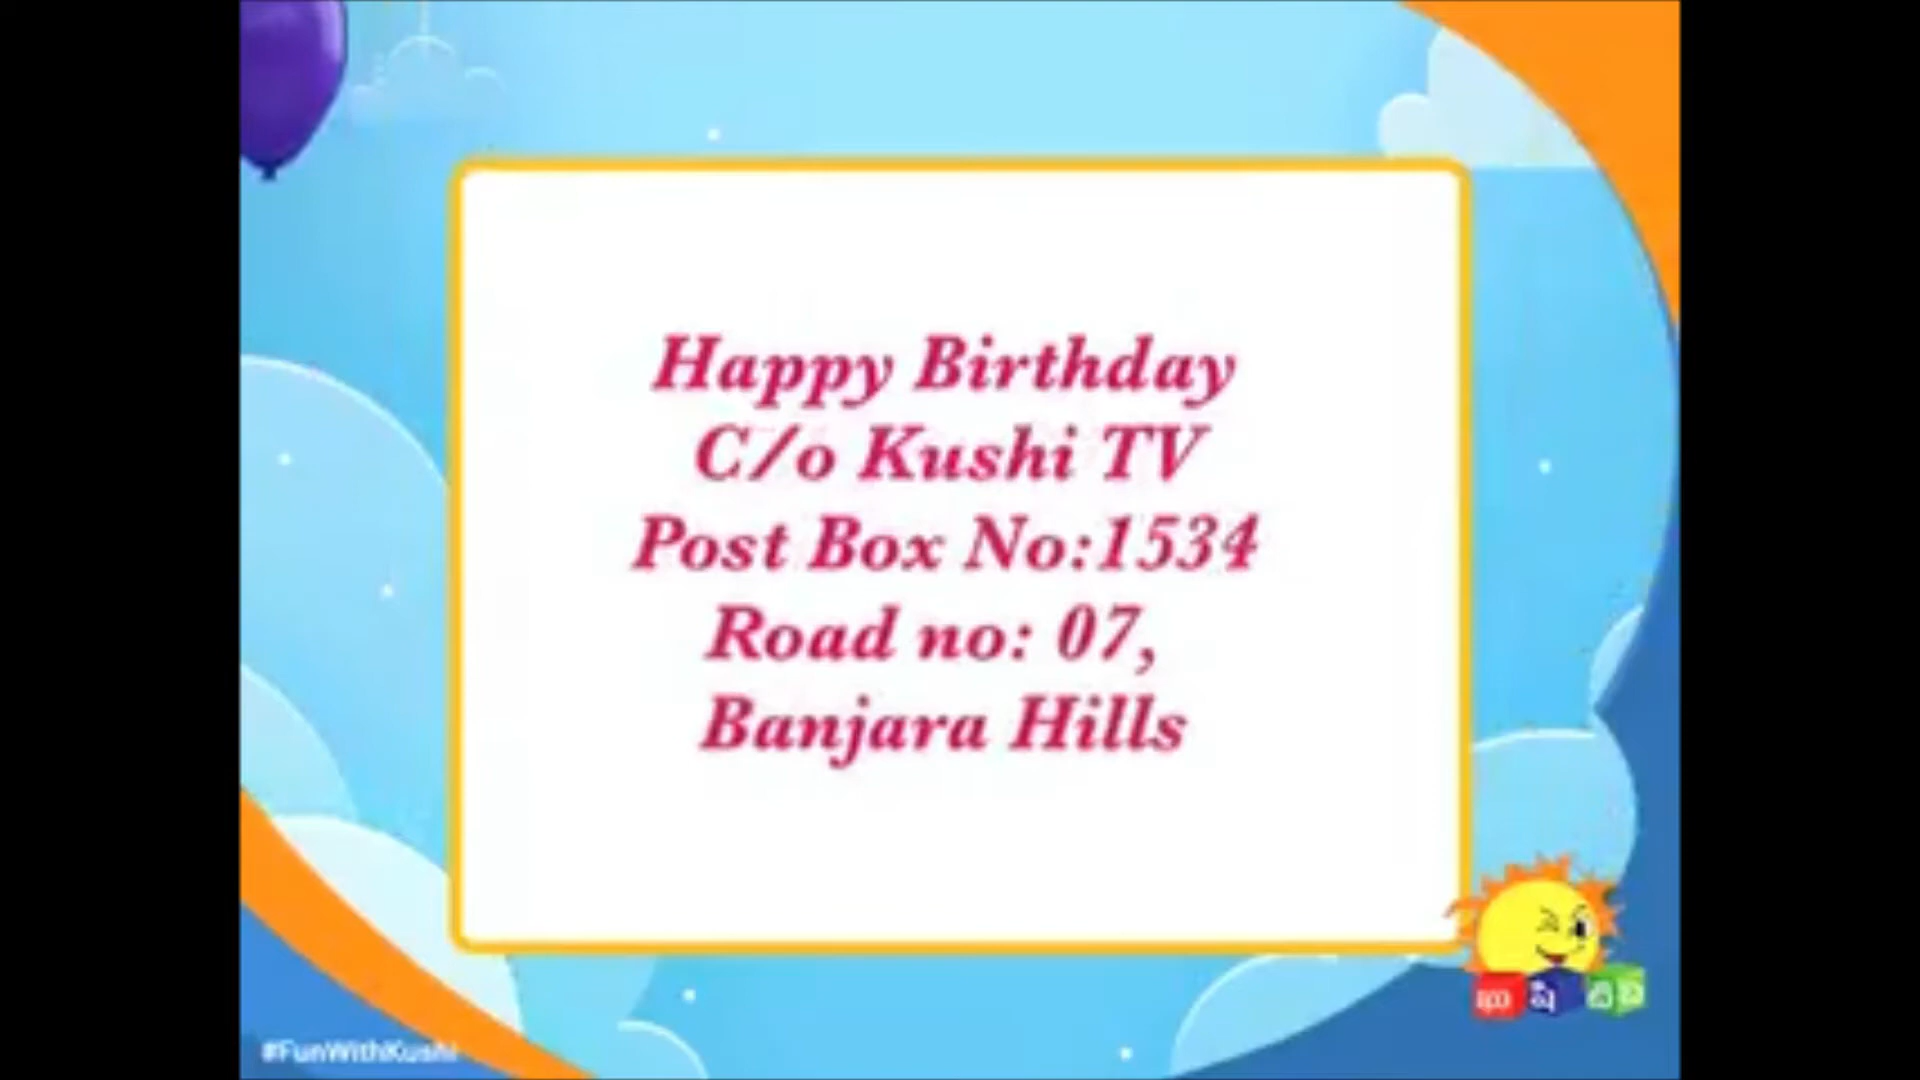 Happy Birthday
C/o Kushi TV
Post Box No:1534
Road no: 07,
Banjara Hills
#FunWithKushi